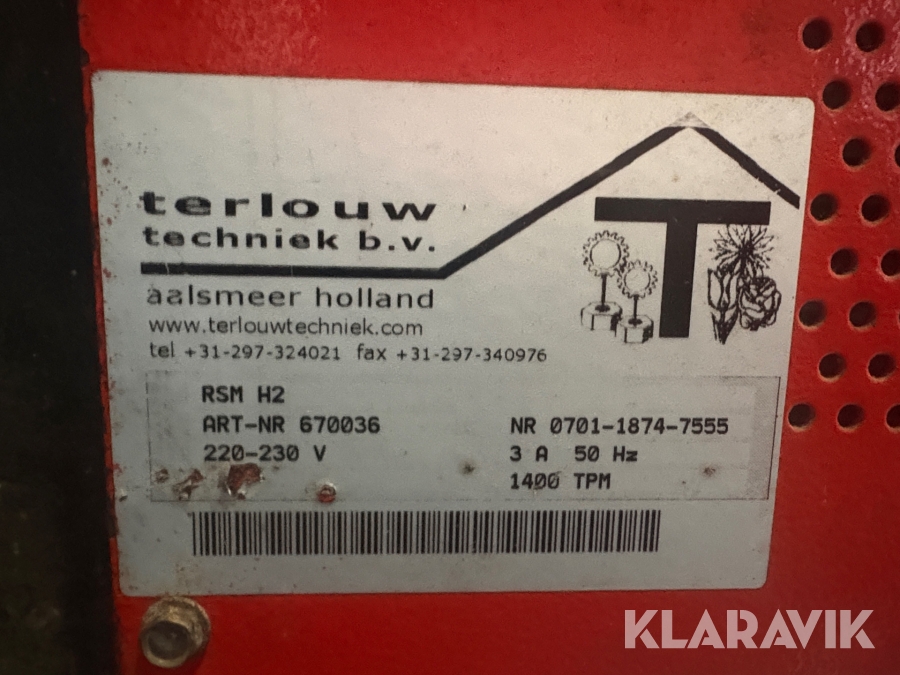 terlouw
techniek b.v.
aalsmeer holland
www.terlouwtechniek.com
tel +31-297-324021 fax +31-297-340976
T
RSM H2
ART-NR 670036 NR 0701-1874-7555
220-230 V 3 A 50 Hz
1400 TPM
KLARAVIK